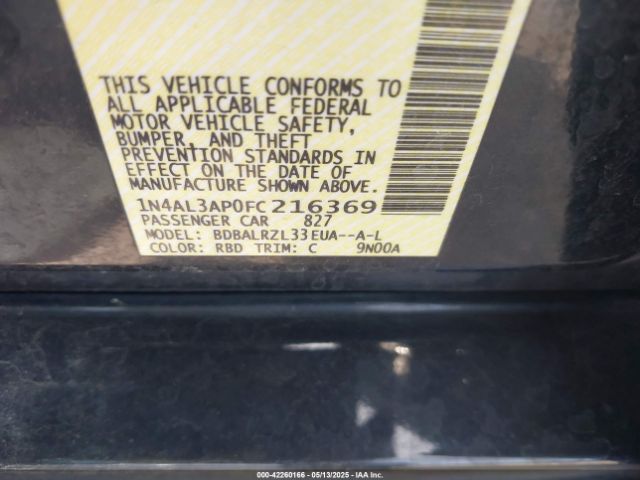 THIS VEHICLE CONFORMS TO
ALL APPLICABLE FEDERAL
MOTOR VEHICLE SAFETY,
BUMPER, AND THEFT
PREVENTION STANDARDS IN
EFFECT ON THE DATE OF
MANUFACTURE SHOWN ABOVE.
1N4AL3AP0FC216369
PASSENGER CAR 827
MODEL: BDBALRZL33EUA--A-L
COLOR: RBD TRIM: C 9N00A
000-42260166 — 05/13/2025 — IAA Inc.